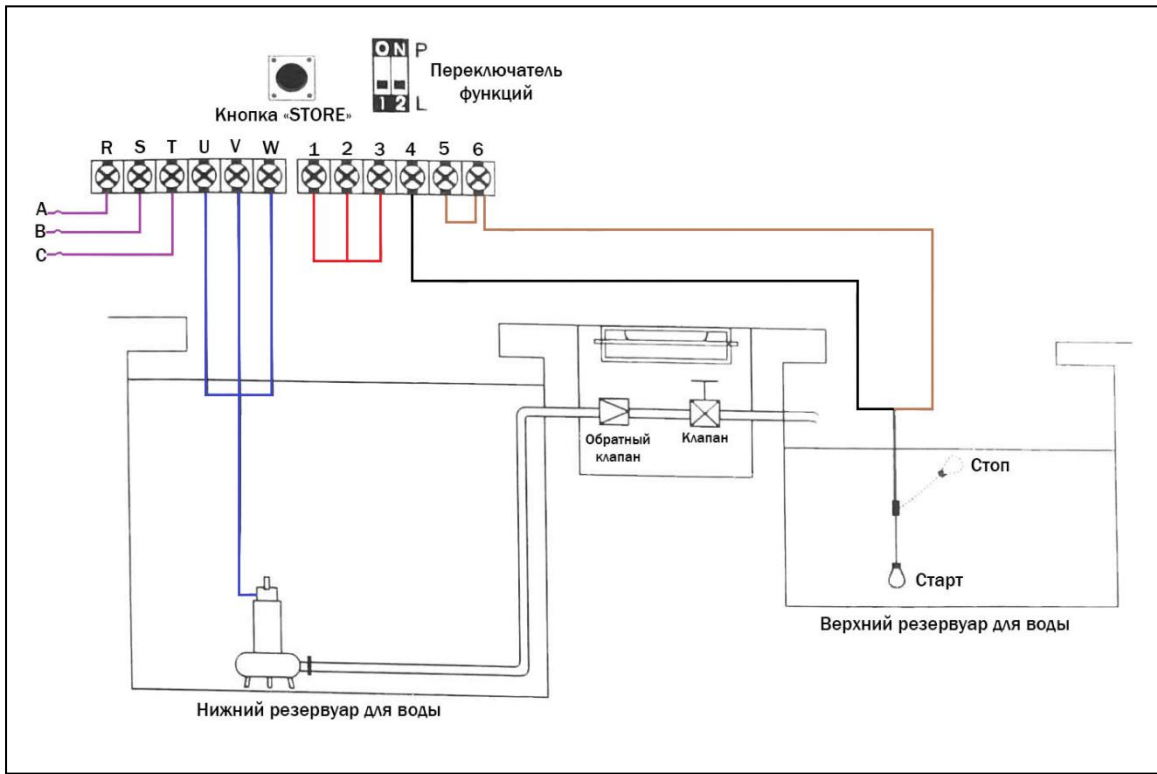 ON P
Переключатель
функций
1 2 L
Кнопка «STORE»
R S T U V W 1 2 3 4 5 6
A
B
C
Обратный
клапан
Клапан
Стоп
Старт
Верхний резервуар для воды
Нижний резервуар для воды